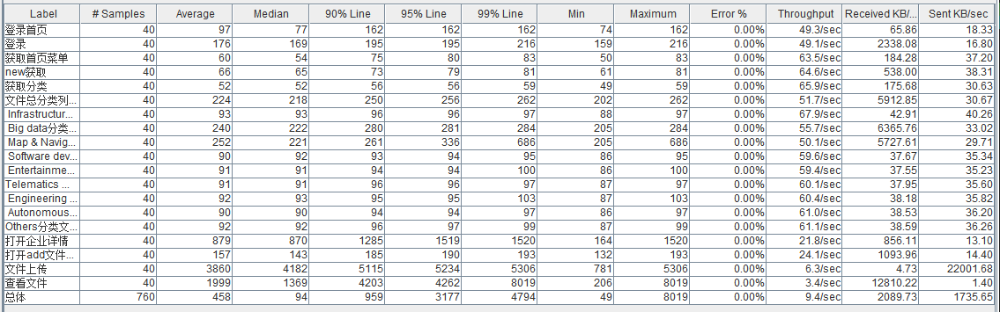 Label # Samples Average Median 90% Line 95% Line 99% Line Min Maximum Error % Throughput Received KB/... Sent KB/sec
登录首页 40 97 77 162 162 162 74 162 0.00% 49.3/sec 65.86 18.33
登录 40 176 169 195 195 216 159 216 0.00% 49.1/sec 2338.08 16.80
获取首页菜单 40 60 54 75 80 83 50 83 0.00% 63.5/sec 184.28 37.20
new获取 40 66 65 73 79 81 61 81 0.00% 64.6/sec 538.00 38.31
获取分类 40 52 52 56 56 59 49 59 0.00% 65.9/sec 175.68 30.63
文件总分类列... 40 224 218 250 256 262 202 262 0.00% 51.7/sec 5912.85 30.67
Infrastructur... 40 93 93 96 96 97 88 97 0.00% 67.9/sec 42.91 40.26
Big data分类... 40 240 222 280 281 284 205 284 0.00% 55.7/sec 6365.76 33.02
Map & Navig... 40 252 221 261 336 686 205 686 0.00% 50.1/sec 5727.61 29.71
Software dev... 40 90 92 93 94 95 86 95 0.00% 59.6/sec 37.67 35.34
Entertainme... 40 91 91 94 94 100 86 100 0.00% 59.4/sec 37.55 35.23
Telematics ... 40 91 91 96 96 97 87 97 0.00% 60.1/sec 37.95 35.60
Engineering ... 40 92 93 95 95 103 87 103 0.00% 60.4/sec 38.18 35.82
Autonomous... 40 90 90 94 94 97 86 97 0.00% 61.0/sec 38.53 36.20
Others分类文... 40 92 92 96 97 99 87 99 0.00% 61.1/sec 38.59 36.26
打开企业详情 40 879 870 1285 1519 1520 164 1520 0.00% 21.8/sec 856.11 13.10
打开add文件... 40 157 143 185 190 193 132 193 0.00% 24.1/sec 1093.96 14.40
文件上传 40 3860 4182 5115 5234 5306 781 5306 0.00% 6.3/sec 4.73 22001.68
查看文件 40 1999 1369 4203 4262 8019 206 8019 0.00% 3.4/sec 12810.22 1.40
总体 760 458 94 959 3177 4794 49 8019 0.00% 9.4/sec 2089.73 1735.65